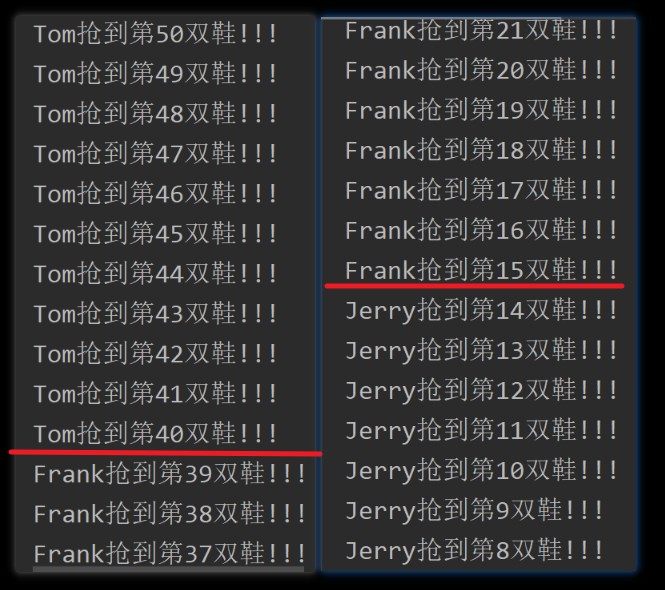 Tom抢到第50双鞋!!!
Tom抢到第49双鞋!!!
Tom抢到第48双鞋!!!
Tom抢到第47双鞋!!!
Tom抢到第46双鞋!!!
Tom抢到第45双鞋!!!
Tom抢到第44双鞋!!!
Tom抢到第43双鞋!!!
Tom抢到第42双鞋!!!
Tom抢到第41双鞋!!!
Tom抢到第40双鞋!!!
Frank抢到第39双鞋!!!
Frank抢到第38双鞋!!!
Frank抢到第37双鞋!!!
Frank抢到第21双鞋!!!
Frank抢到第20双鞋!!!
Frank抢到第19双鞋!!!
Frank抢到第18双鞋!!!
Frank抢到第17双鞋!!!
Frank抢到第16双鞋!!!
Frank抢到第15双鞋!!!
Jerry抢到第14双鞋!!!
Jerry抢到第13双鞋!!!
Jerry抢到第12双鞋!!!
Jerry抢到第11双鞋!!!
Jerry抢到第10双鞋!!!
Jerry抢到第9双鞋!!!
Jerry抢到第8双鞋!!!